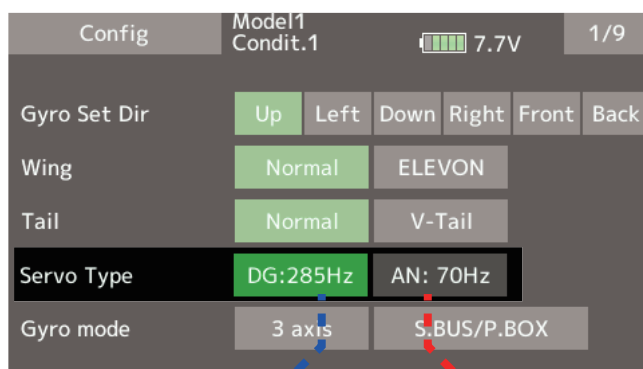 Config Model1 Condit.1 7.7V 1/9
Gyro Set Dir Up Left Down Right Front Back
Wing Normal ELEVON
Tail Normal V-Tail
Servo Type DG:285Hz AN: 70Hz
Gyro mode 3 axis S.BUS/P.BOX